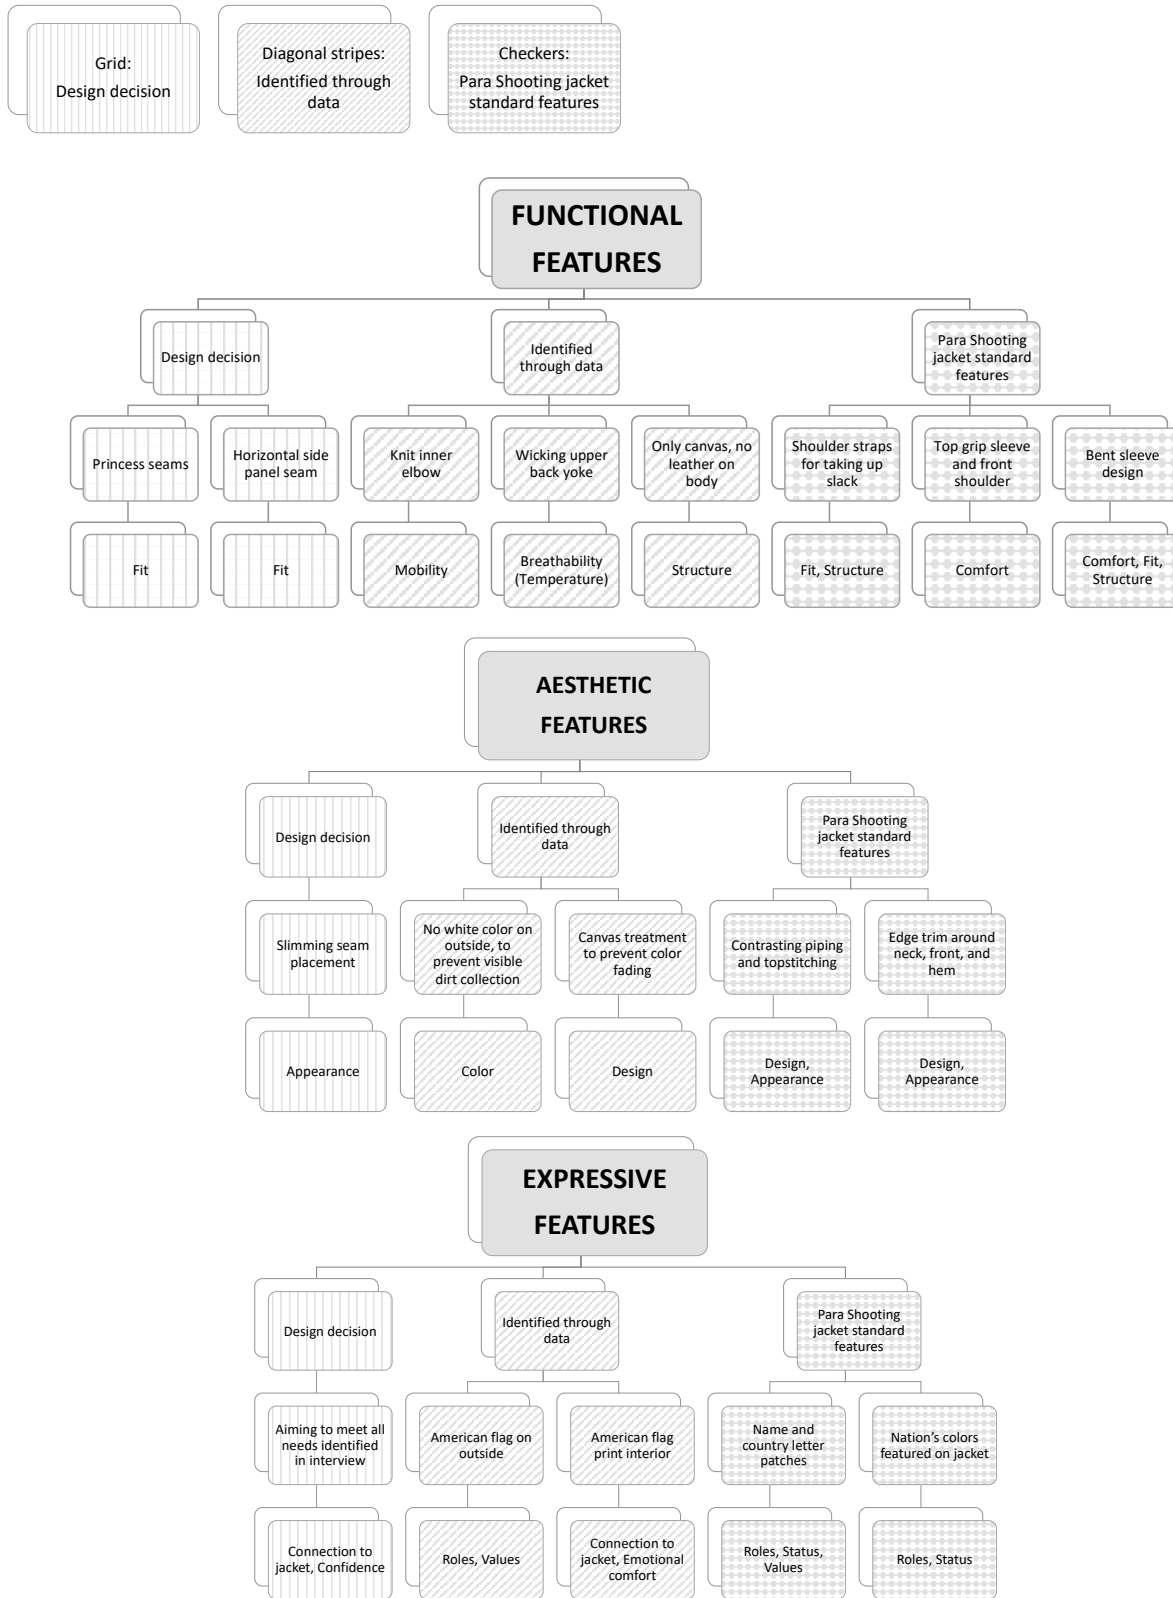 Grid:
Design decision
Diagonal stripes:
Identified through
data
Checkers:
Para Shooting jacket
standard features
FUNCTIONAL
FEATURES
Design decision
Identified
through data
Para Shooting
jacket standard
features
Princess seams
Horizontal side
panel seam
Knit inner
elbow
Wicking upper
back yoke
Only canvas, no
leather on
body
Shoulder straps
for taking up
slack
Top grip sleeve
and front
shoulder
Bent sleeve
design
Fit
Fit
Mobility
Breathability
(Temperature)
Structure
Fit, Structure
Comfort
Comfort, Fit,
Structure
AESTHETIC
FEATURES
Design decision
Identified through
data
Para Shooting
jacket standard
features
Slimming seam
placement
No white color on
outside, to
prevent visible
dirt collection
Canvas treatment
to prevent color
fading
Contrasting piping
and topstitching
Edge trim around
neck, front, and
hem
Appearance
Color
Design
Design,
Appearance
Design,
Appearance
EXPRESSIVE
FEATURES
Design decision
Identified through
data
Para Shooting
jacket standard
features
Aiming to meet all
needs identified
in interview
American flag on
outside
American flag
print interior
Name and
country letter
patches
Nation’s colors
featured on jacket
Connection to
jacket, Confidence
Roles, Values
Connection to
jacket, Emotional
comfort
Roles, Status,
Values
Roles, Status